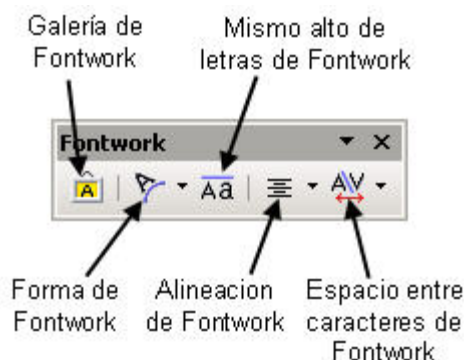 Galería de
Fontwork
Mismo alto de
letras de Fontwork
Fontwork
A
A
Aa
AV
Forma de
Fontwork
Alineacion
de Fontwork
Espacio entre
caracteres de
Fontwork